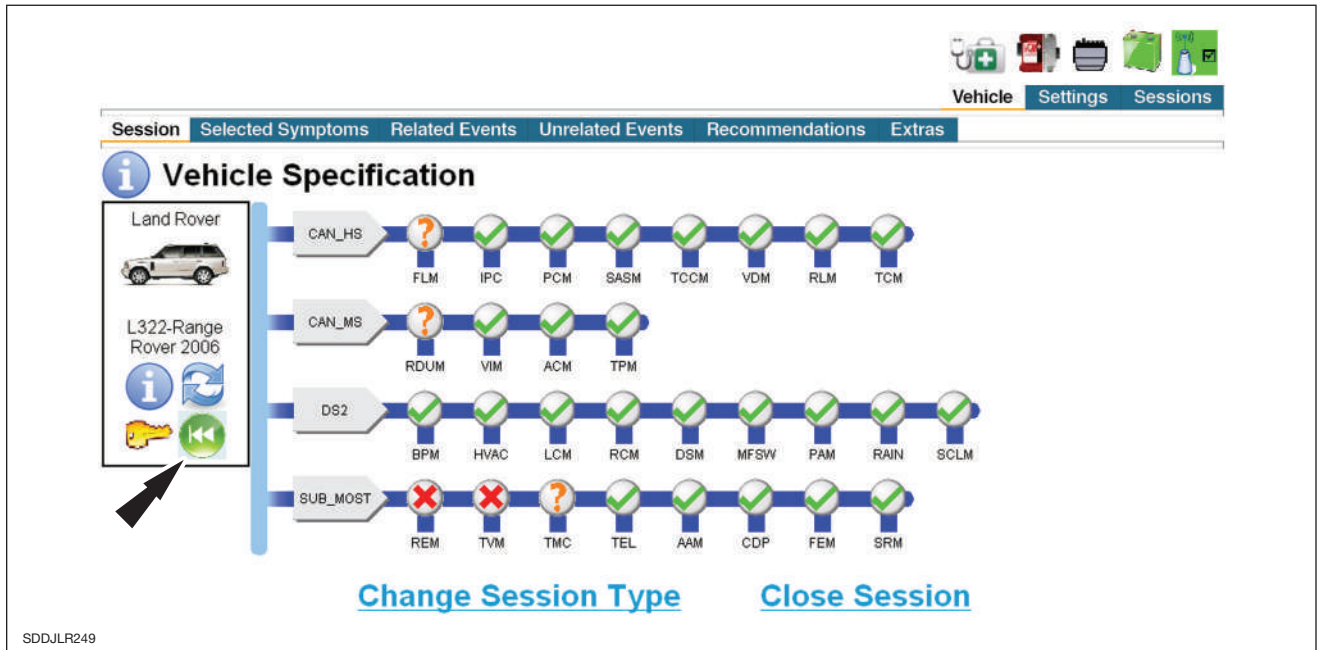 Vehicle Settings Sessions
Session Selected Symptoms Related Events Unrelated Events Recommendations Extras
i Vehicle Specification
Land Rover
L322-Range
Rover 2006
i
CAN_HS
? 
FLM IPC PCM SASM TCCM VDM RLM TCM
CAN_MS
?
RDUM VIM ACM TPM
DS2
BPM HVAC LCM RCM DSM MFSW PAM RAIN SCLM
SUB_MOST
?
REM TVM TMC TEL AAM CDP FEM SRM
Change Session Type Close Session
SDDJLR249